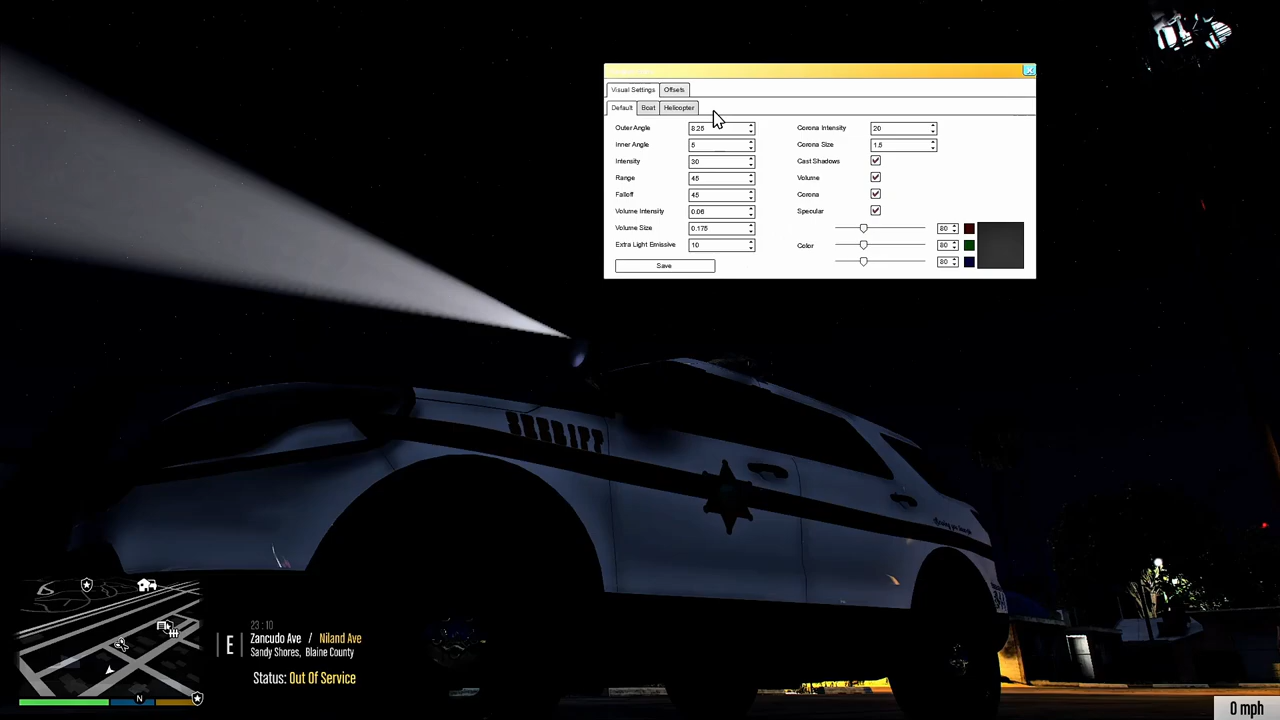 Visual Settings Offsets
Default Boat Helicopter
Outer Angle 8.25 Corona Intensity 20
Inner Angle 5 Corona Size 1.5
Intensity 30 Cast Shadows
Range 45 Volume
Falloff 45 Corona
Volume Intensity 0.06 Specular
Volume Size 0.175 80
Extra Light Emissive 10 Color 80
80
Save
SHERIFF
23 : 10
E Zancudo Ave / Niland Ave
Sandy Shores, Blaine County
Status: Out Of Service
N
0 mph